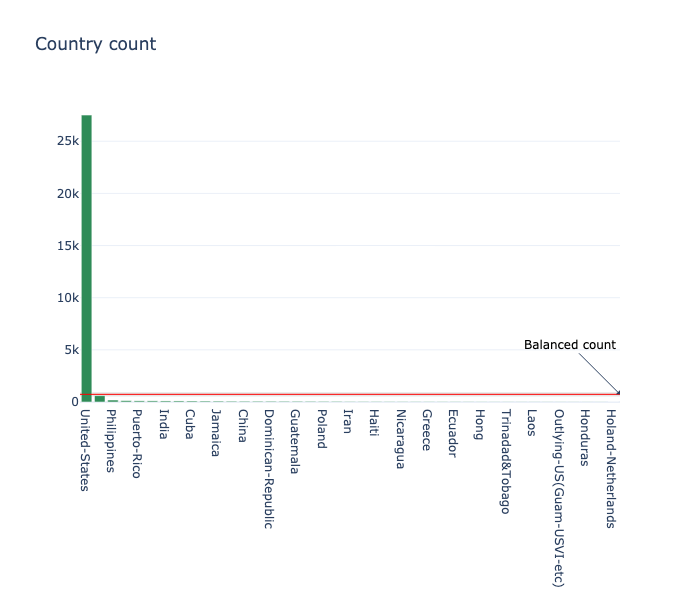 Country count
25k
20k
15k
10k
5k
0
Balanced count
United-States
Philippines
Puerto-Rico
India
Cuba
Jamaica
China
Dominican-Republic
Guatemala
Poland
Iran
Haiti
Nicaragua
Greece
Ecuador
Hong
Trinadad&Tobago
Laos
Outlying-US(Guam-USVI-etc)
Honduras
Holand-Netherlands